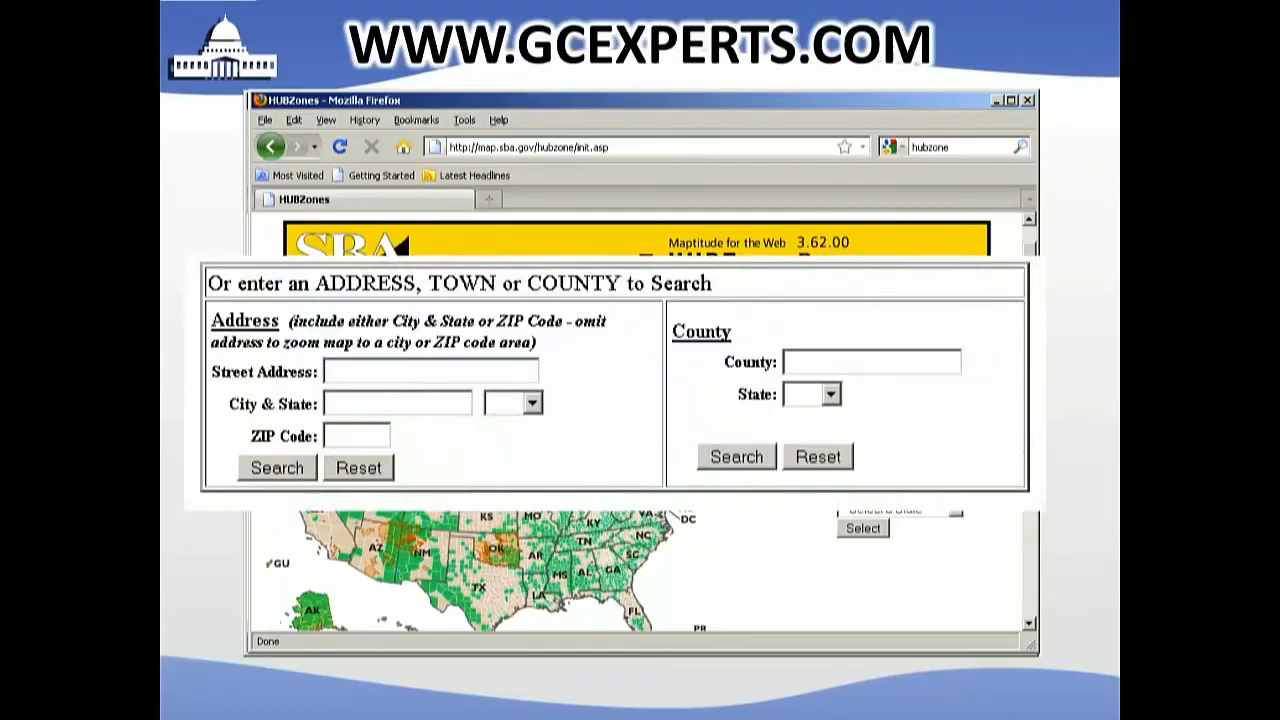 WWW.GCEXPERTS.COM
HUBZones - Mozilla Firefox
File Edit View History Bookmarks Tools Help
http://map.sba.gov/hubzone/init.asp hubzone
Most Visited Getting Started Latest Headlines
HUBZones
SBA
Maptitude for the Web 3.62.00
Or enter an ADDRESS, TOWN or COUNTY to Search
Address (include either City & State or ZIP Code - omit
address to zoom map to a city or ZIP code area)
Street Address:
City & State:
ZIP Code:
Search Reset
County
County:
State:
Search Reset
KS MO KY VA DC
AZ NM OK AR TN NC
SC
MS AL GA
TX LA
FL
GU
AK
PR
Select
Done